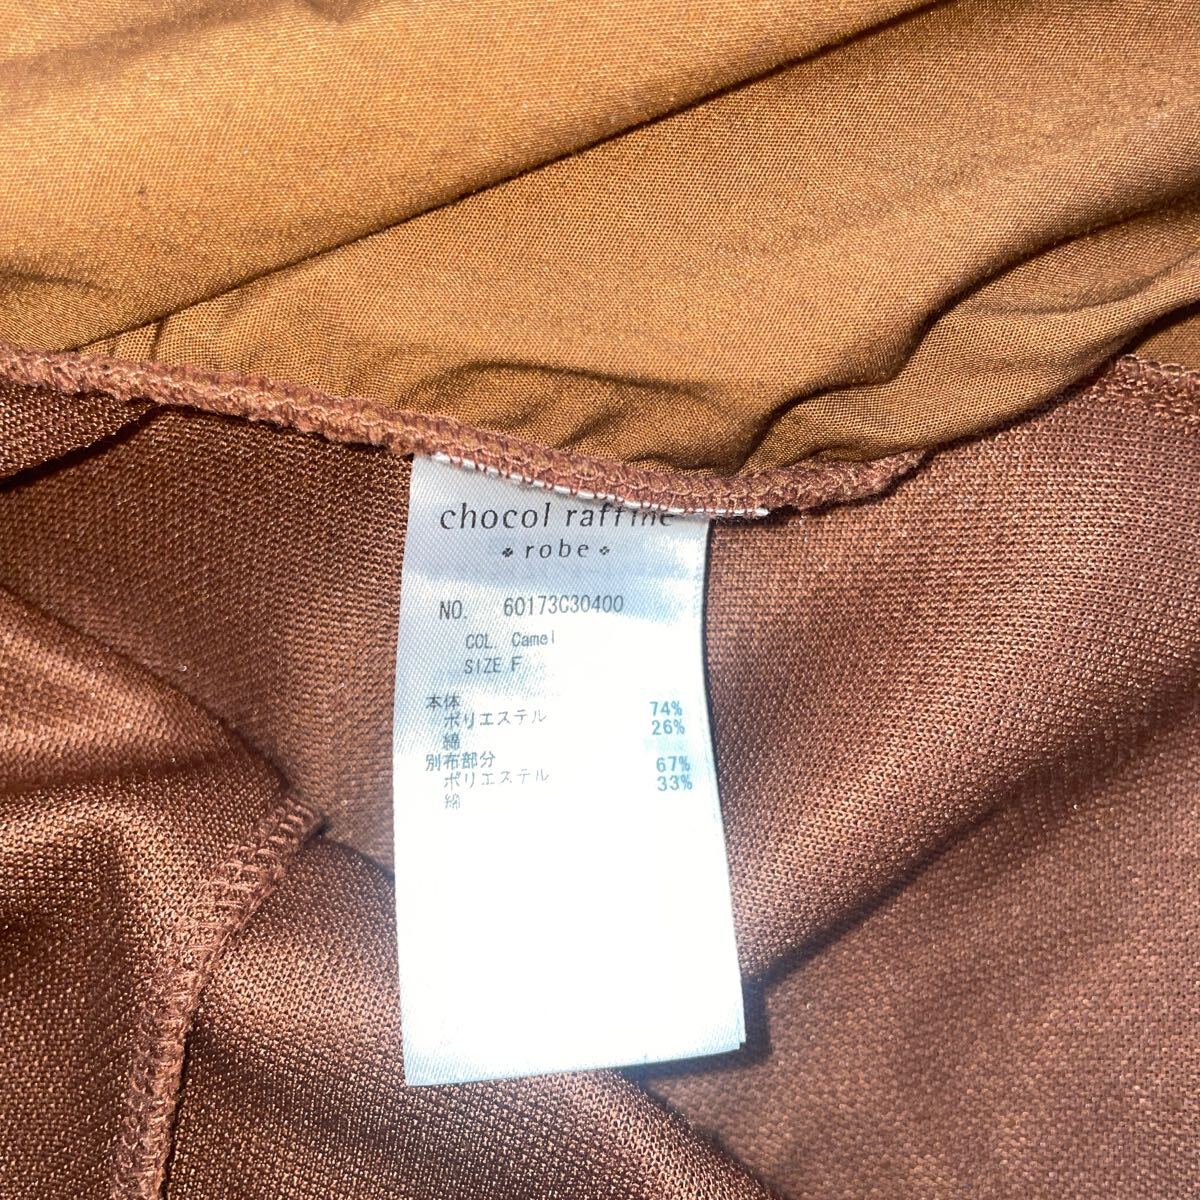 chocol raffine
robe
NO. 60173C30400
COL. Camel
SIZE F
本体
ポリエステル 74%
綿 26%
別布部分
ポリエステル 67%
綿 33%